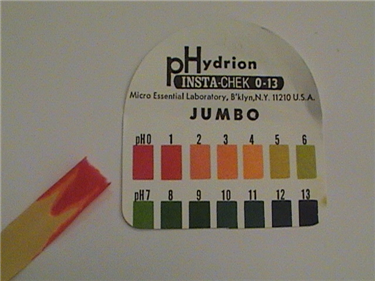 pHydrion
INSTA-CHEK 0-13
Micro Essential Laboratory, B'klyn,N.Y. 11210 U.S.A.
JUMBO
pH0 1 2 3 4 5 6
pH7 8 9 10 11 12 13